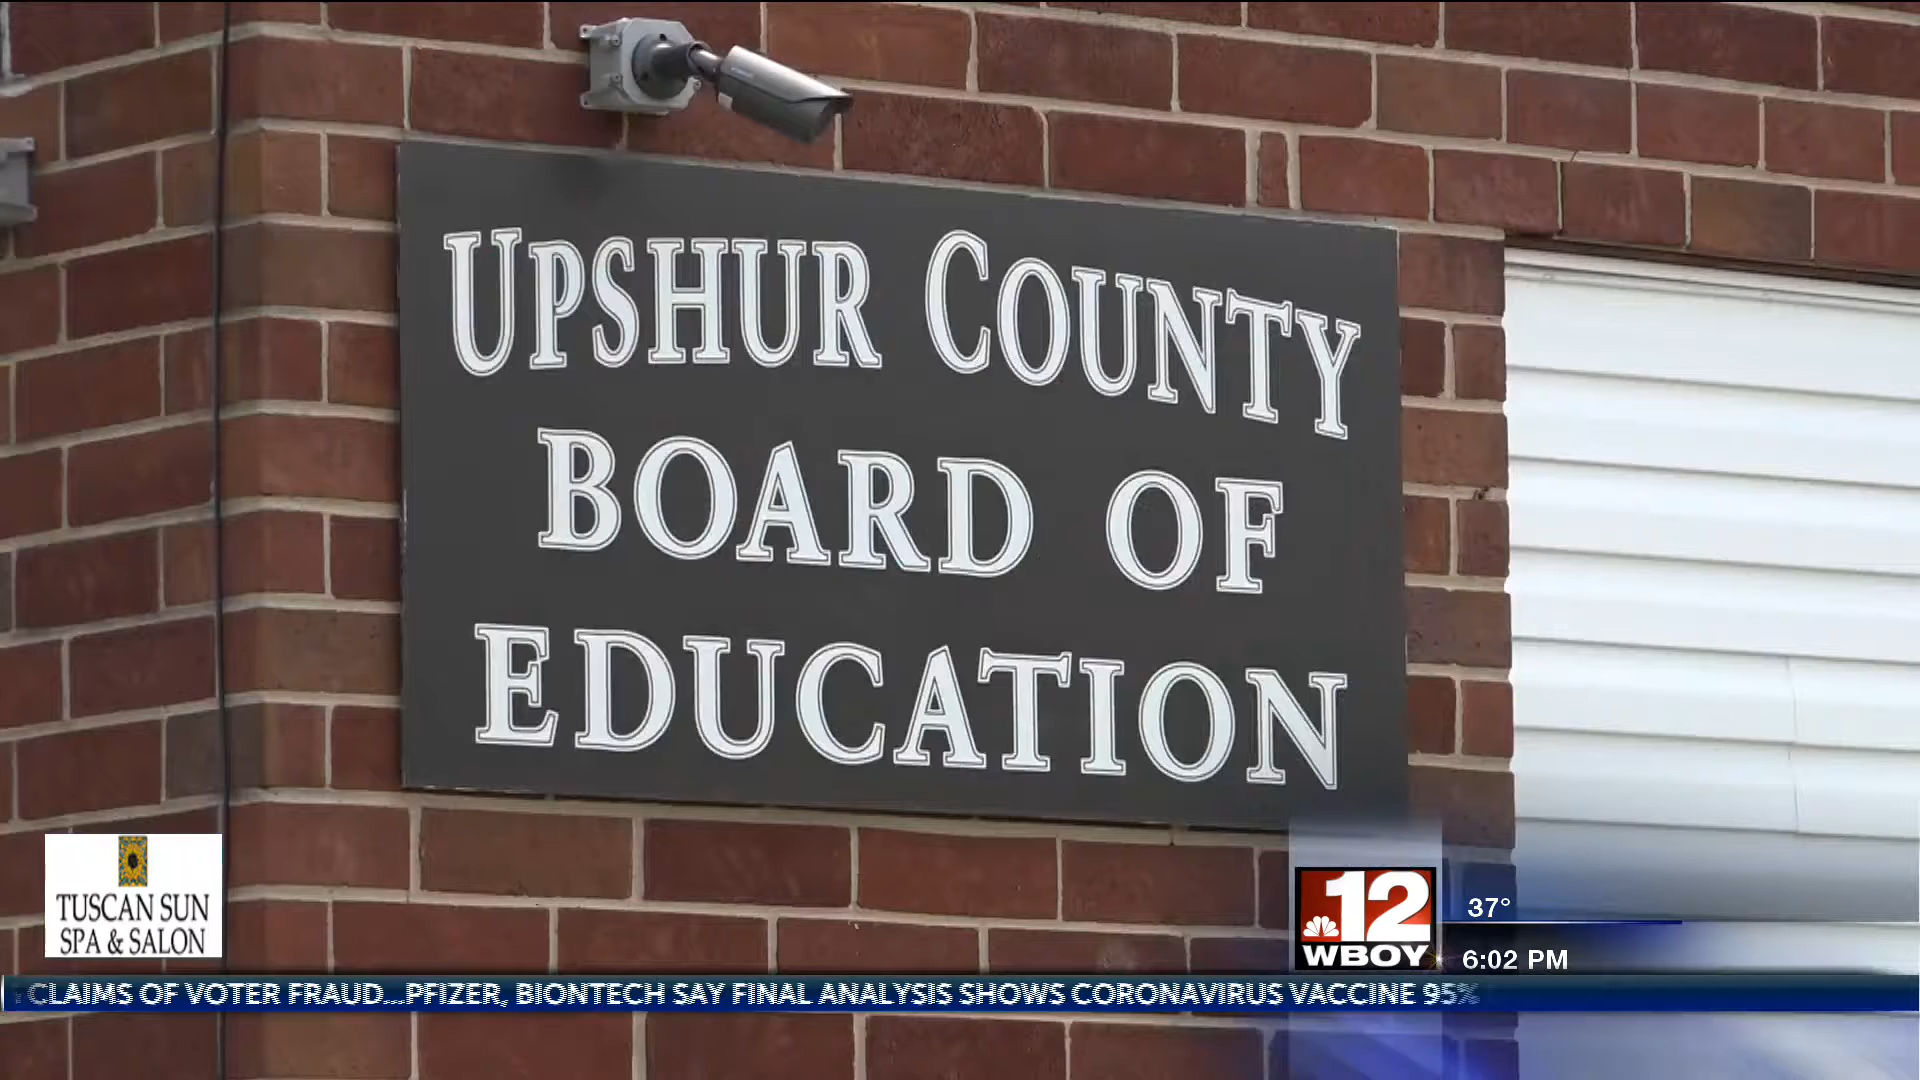 UPSHUR COUNTY
BOARD OF
EDUCATION
TUSCAN SUN
SPA & SALON
12
WBOY
37°
6:02 PM
CLAIMS OF VOTER FRAUD...PFIZER, BIONTECH SAY FINAL ANALYSIS SHOWS CORONAVIRUS VACCINE 95%